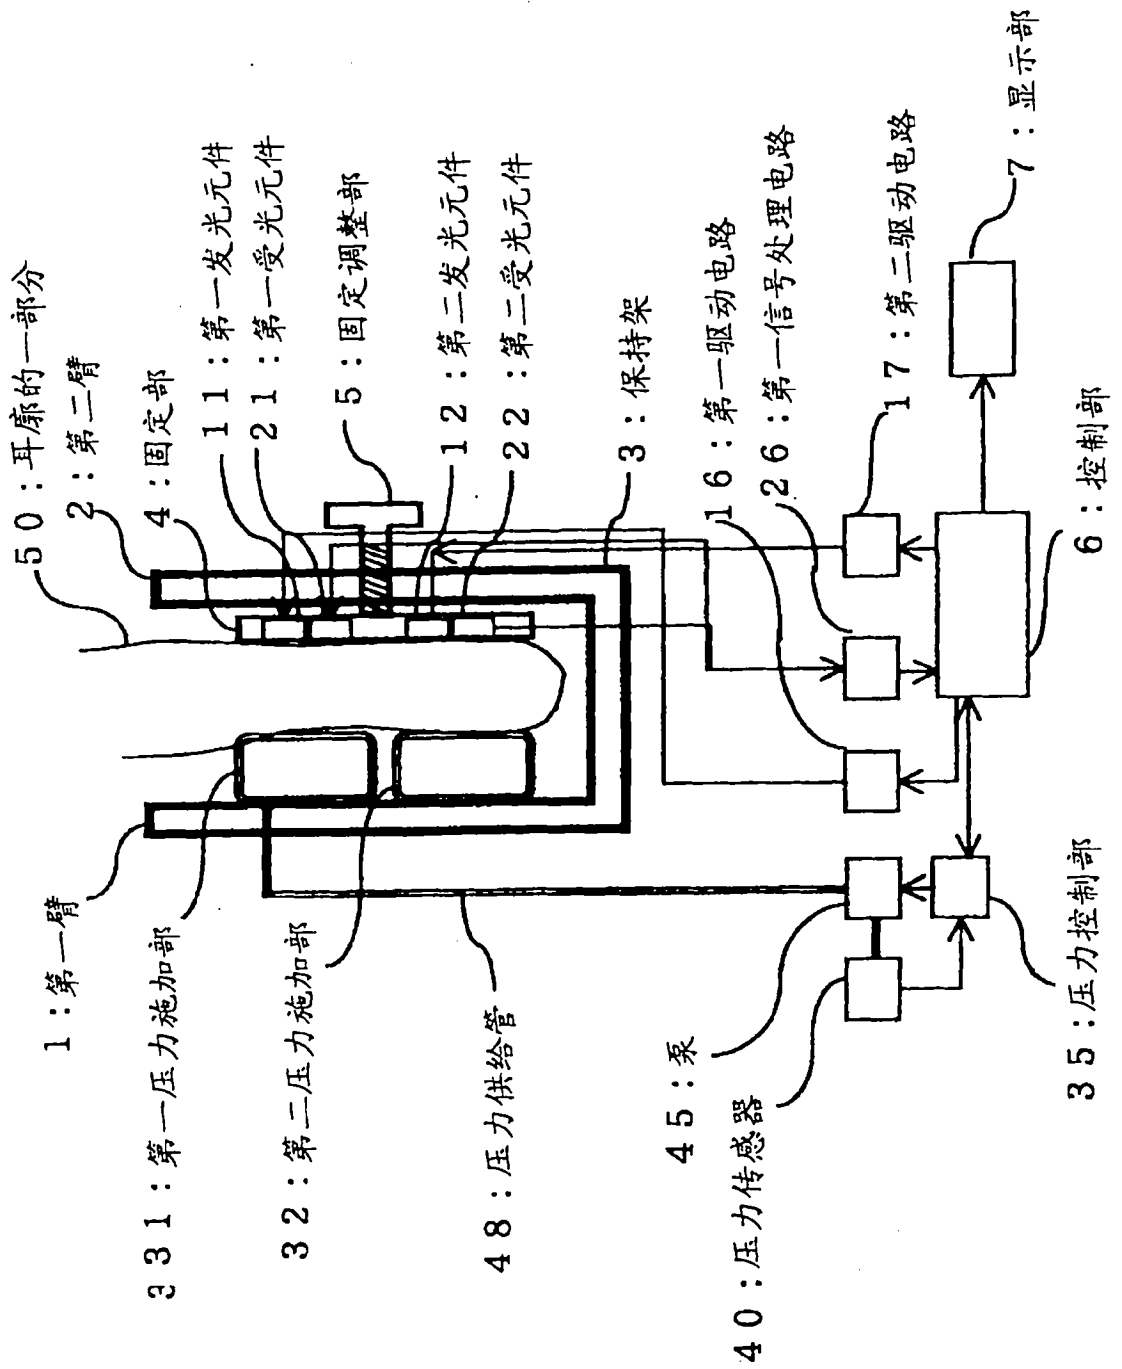 50：耳廓的一部分
2：第二臂
4：固定部
11：第一发光元件
21：第一受光元件
5：固定调整部
12：第二发光元件
22：第二受光元件
3：保持架
16：第一驱动电路
26：第一信号处理电路
17：第二驱动电路
7：显示部
1：第一臂
31：第一压力施加部
32：第二压力施加部
48：压力供给管
45：泵
40：压力传感器
35：压力控制部
6：控制部